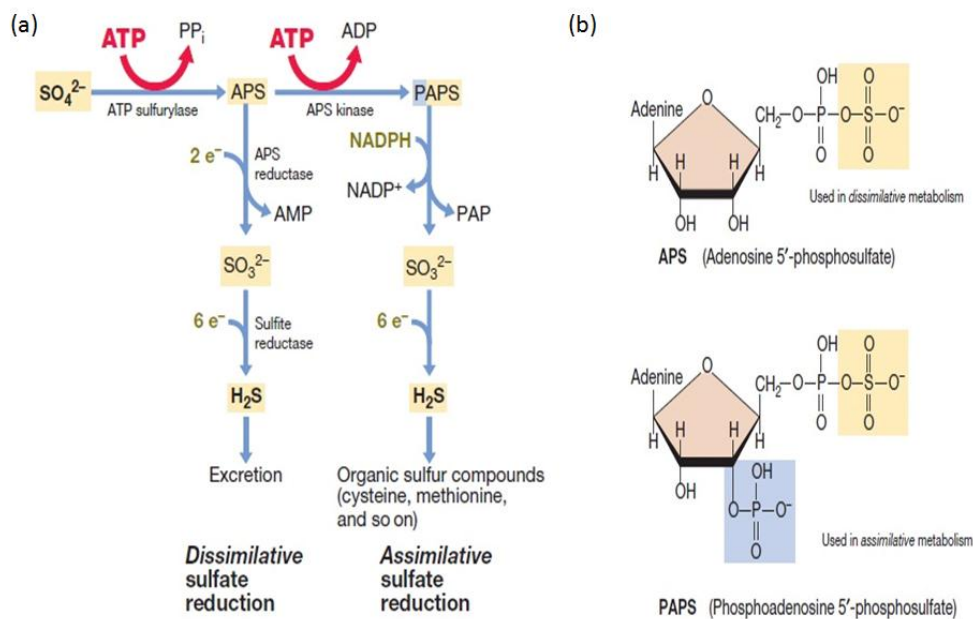 (a)
ATP
PPi
ATP
ADP
SO4 2–
ATP sulfurylase
APS
APS kinase
PAPS
2 e–
APS
reductase
AMP
NADPH
NADP+
PAP
SO3 2–
SO3 2–
6 e–
Sulfite
reductase
6 e–
H2S
H2S
Excretion
Organic sulfur compounds
(cysteine, methionine,
and so on)
Dissimilative
sulfate
reduction
Assimilative
sulfate
reduction
(b)
OH O
Adenine O CH2–O–P–O–S–O–
O O
H H H H
OH OH
Used in dissimilative metabolism
APS (Adenosine 5′-phosphosulfate)
OH O
Adenine O CH2–O–P–O–S–O–
O O
H H H H
OH
OH
O–P–O–
O
Used in assimilative metabolism
PAPS (Phosphoadenosine 5′-phosphosulfate)